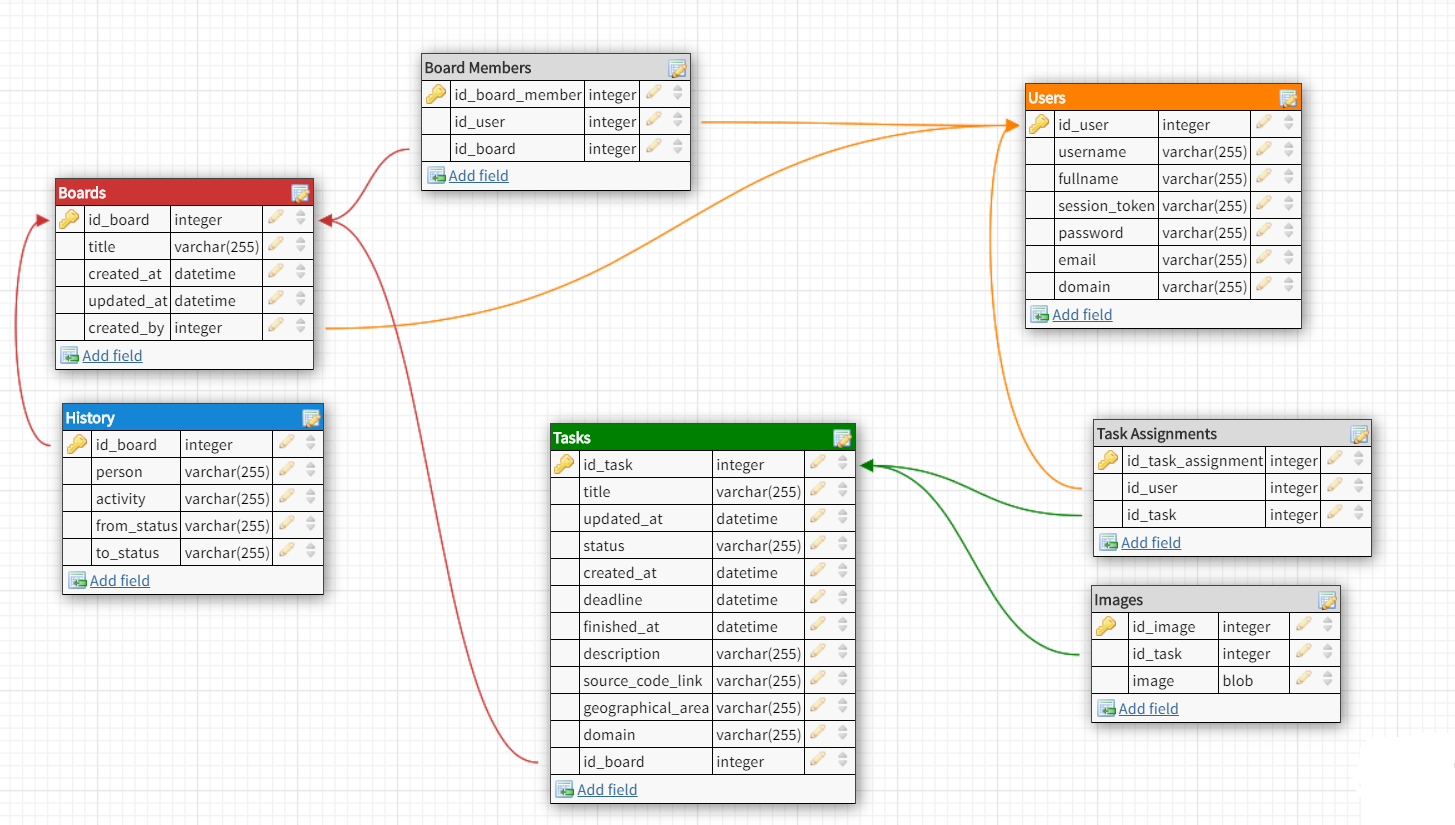 Board Members
id_board_member integer
id_user integer
id_board integer
Add field
Users
id_user integer
username varchar(255)
fullname varchar(255)
session_token varchar(255)
password varchar(255)
email varchar(255)
domain varchar(255)
Add field
Boards
id_board integer
title varchar(255)
created_at datetime
updated_at datetime
created_by integer
Add field
History
id_board integer
person varchar(255)
activity varchar(255)
from_status varchar(255)
to_status varchar(255)
Add field
Tasks
id_task integer
title varchar(255)
updated_at datetime
status varchar(255)
created_at datetime
deadline datetime
finished_at datetime
description varchar(255)
source_code_link varchar(255)
geographical_area varchar(255)
domain varchar(255)
id_board integer
Add field
Task Assignments
id_task_assignment integer
id_user integer
id_task integer
Add field
Images
id_image integer
id_task integer
image blob
Add field